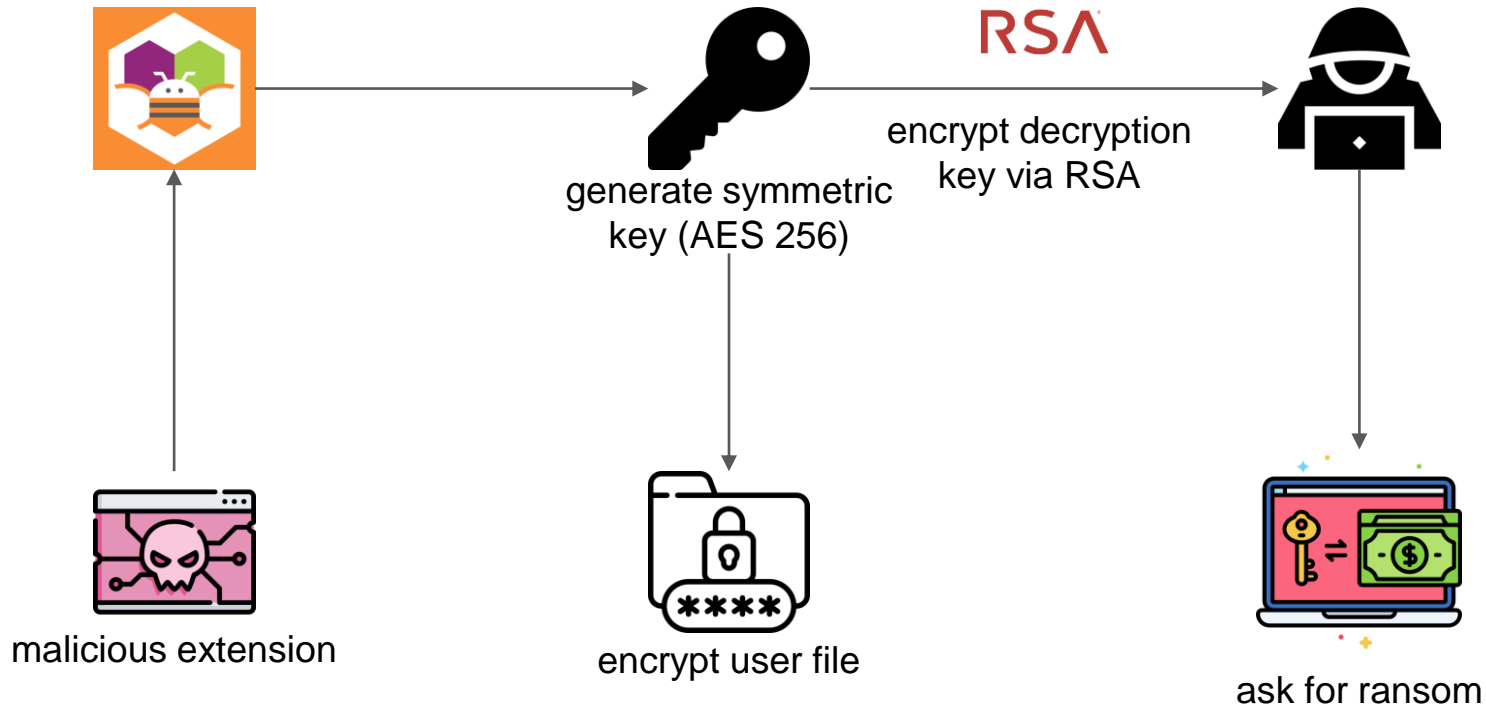 RSA
encrypt decryption
key via RSA
generate symmetric
key (AES 256)
****
malicious extension
encrypt user file
ask for ransom